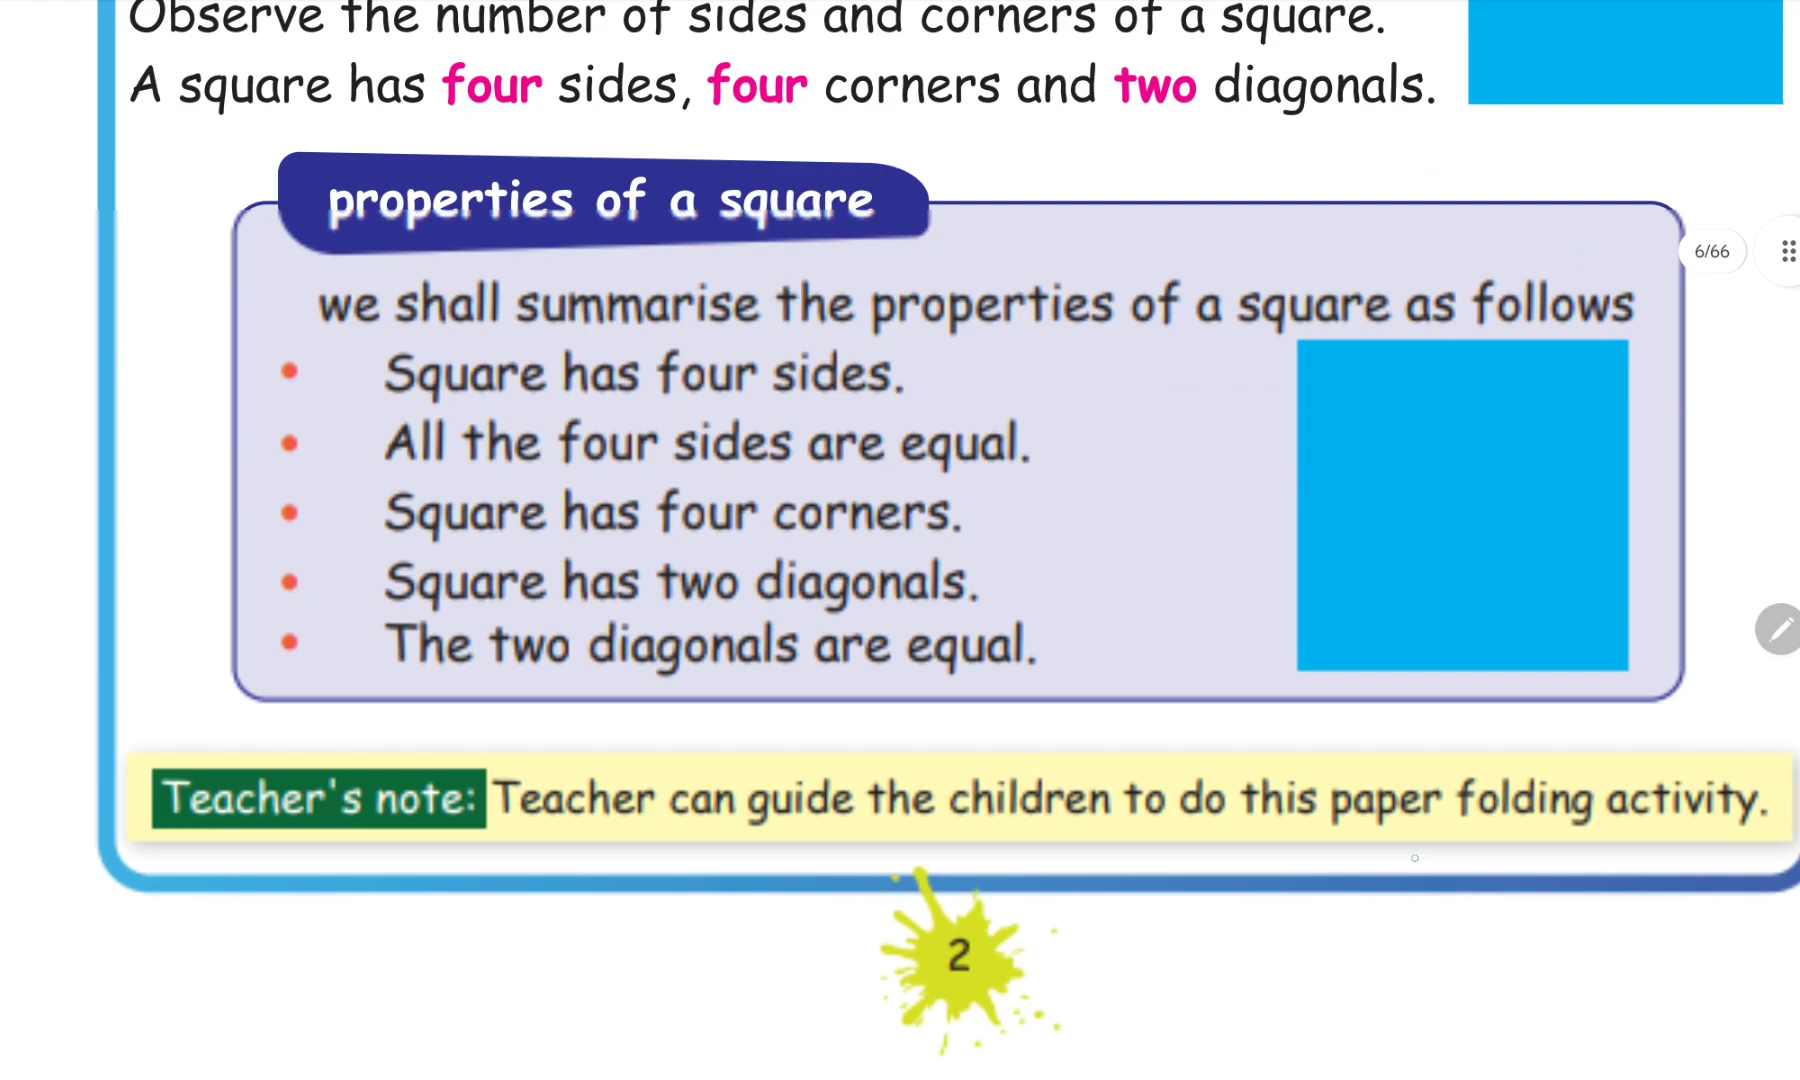 Observe the number of sides and corners of a square.
A square has four sides, four corners and two diagonals.
properties of a square
we shall summarise the properties of a square as follows
• Square has four sides.
• All the four sides are equal.
• Square has four corners.
• Square has two diagonals.
• The two diagonals are equal.
6/66
Teacher's note: Teacher can guide the children to do this paper folding activity.
2